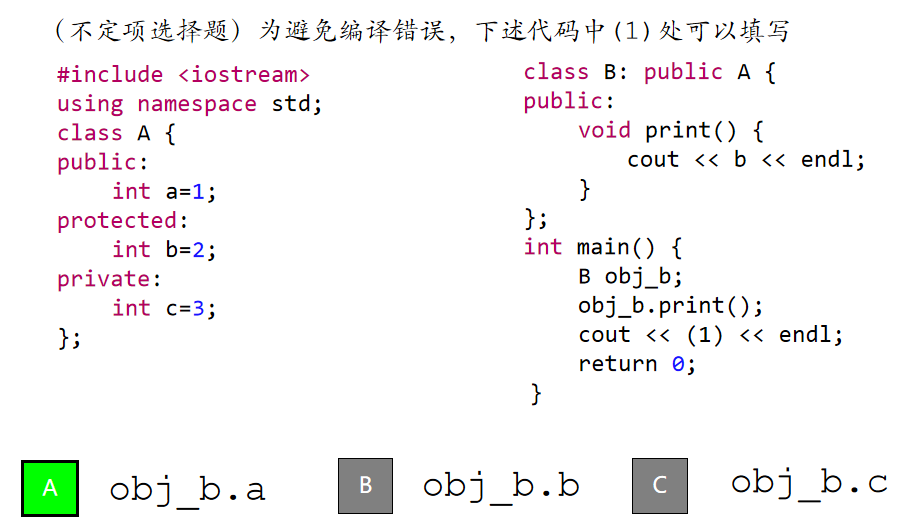 (不定项选择题) 为避免编译错误, 下述代码中(1)处可以填写
#include <iostream>
using namespace std;
class A {
public:
    int a=1;
protected:
    int b=2;
private:
    int c=3;
};
class B: public A {
public:
    void print() {
        cout << b << endl;
    }
};
int main() {
    B obj_b;
    obj_b.print();
    cout << (1) << endl;
    return 0;
}
A obj_b.a
B obj_b.b
C obj_b.c